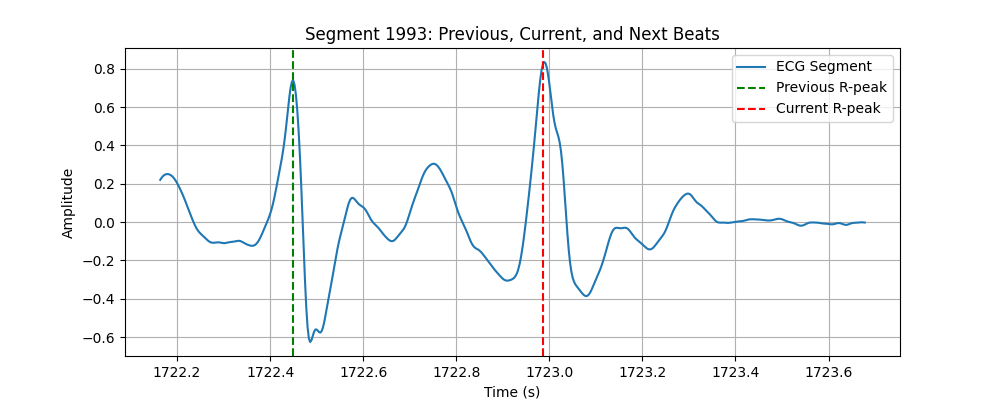 Segment 1993: Previous, Current, and Next Beats
ECG Segment
Previous R-peak
Current R-peak
Amplitude
0.8
0.6
0.4
0.2
0.0
−0.2
−0.4
−0.6
1722.2 1722.4 1722.6 1722.8 1723.0 1723.2 1723.4 1723.6
Time (s)